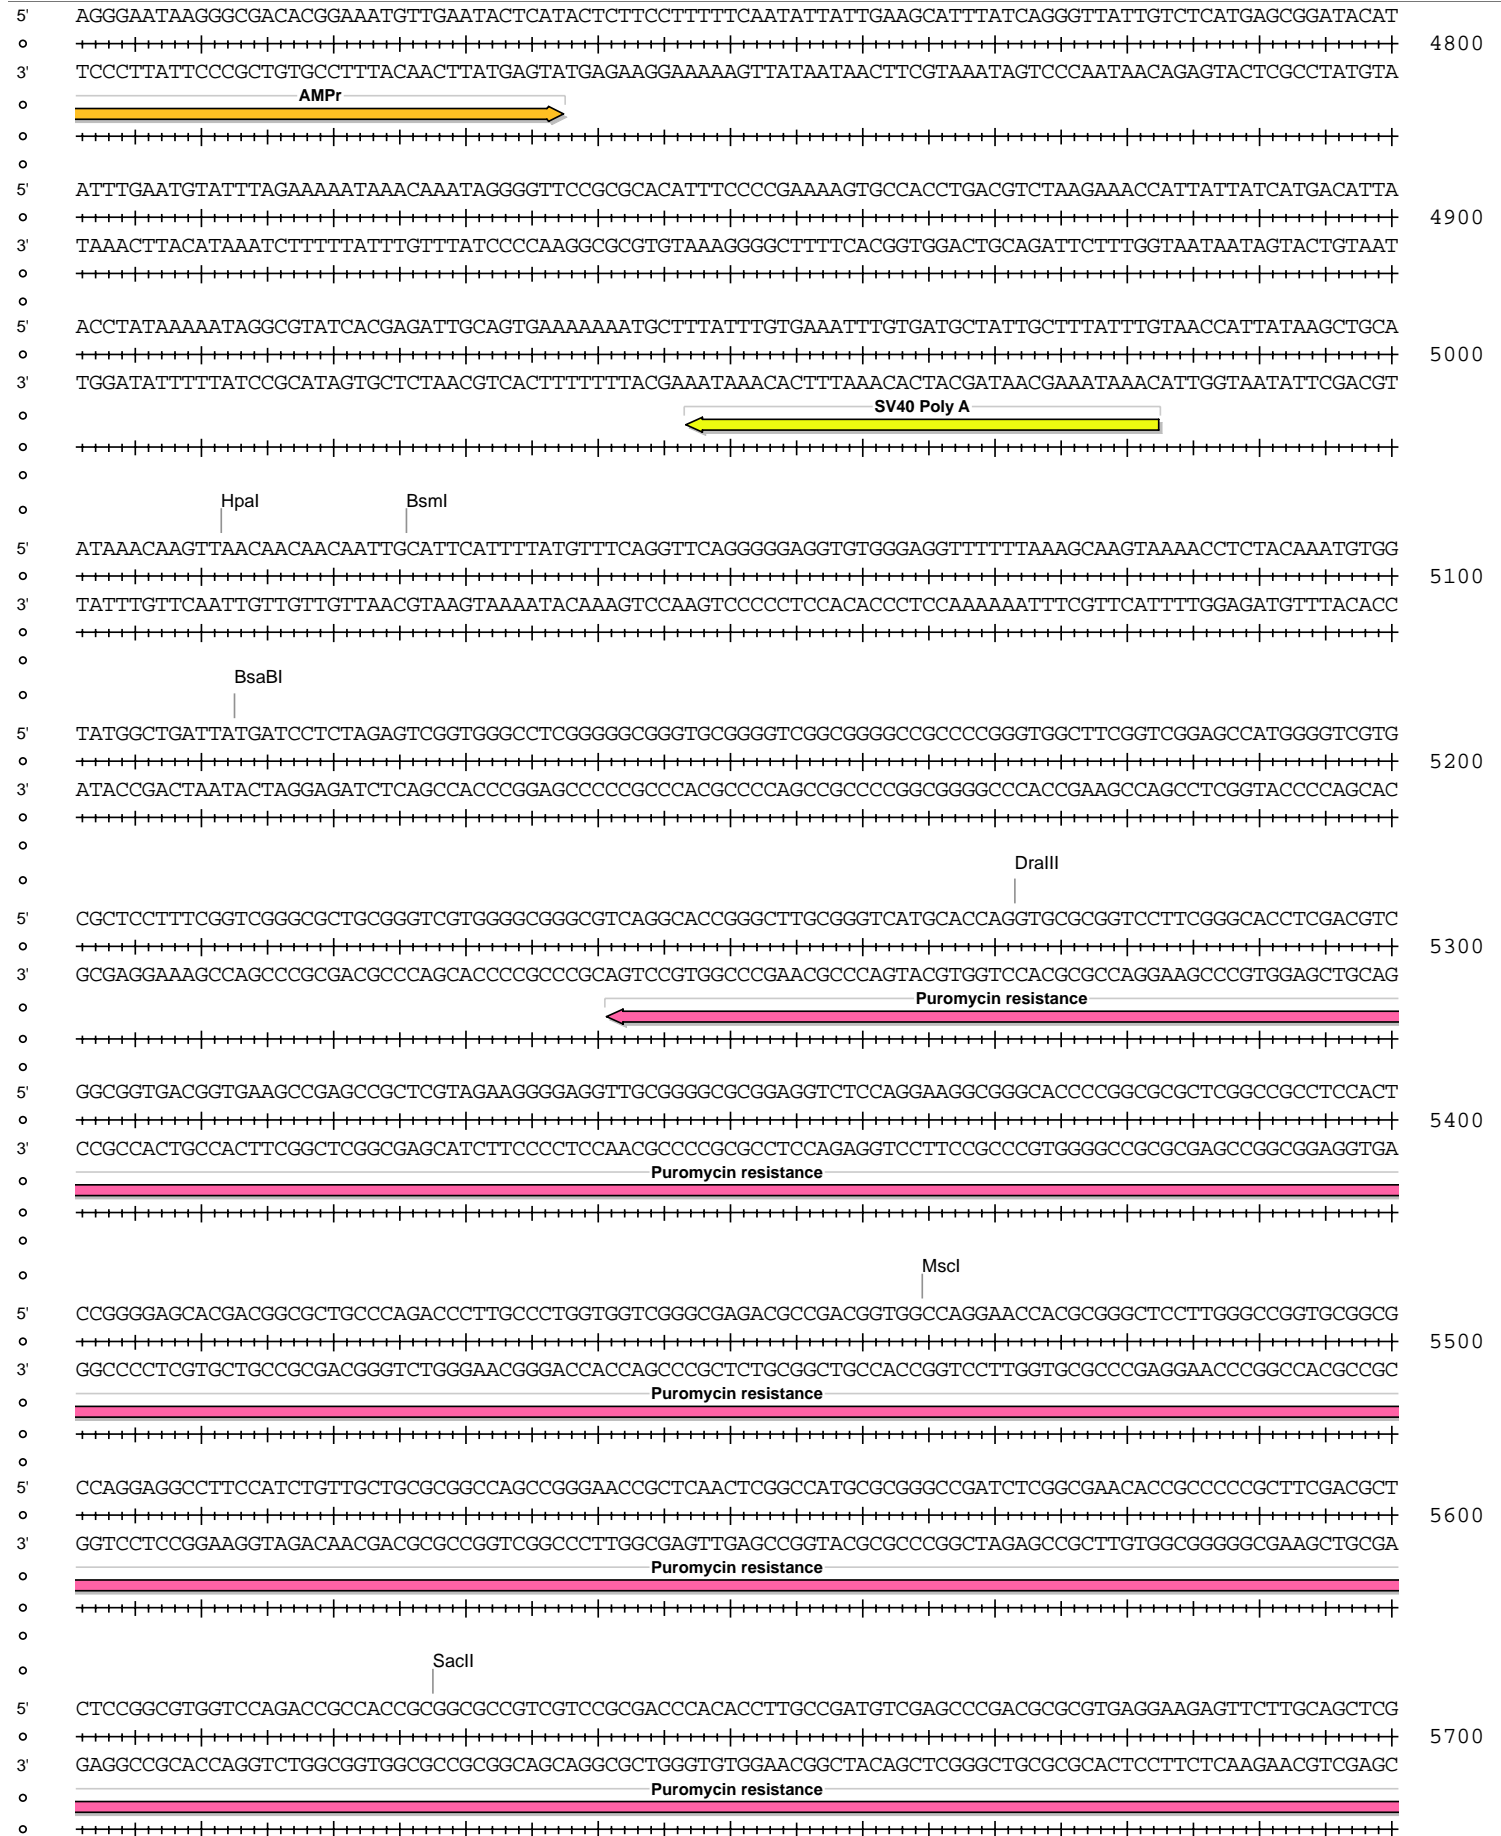 5' AGGGAATAAGGGCGACACGGAAATGTTGAATACTCATACTCTTCCTTTTTCAATATTATTGAAGCATTTATCAGGGTTATTGTCTCATGAGCGGATACAT
4800
3' TCCCTTATTCCCGCTGTGCCTTTACAACTTATGAGTATGAGAAGGAAAAAGTTATAATAACTTCGTAAATAGTCCCAATAACAGAGTACTCGCCTATGTA
AMPr
5' ATTTGAATGTATTTAGAAAAATAAACAAATAGGGGTTCCGCGCACATTTCCCCGAAAAGTGCCACCTGACGTCTAAGAAACCATTATTATCATGACATTA
4900
3' TAAACTTACATAAATCTTTTTATTTGTTTATCCCCAAGGCGCGTGTAAAGGGGCTTTTCACGGTGGACTGCAGATTCTTTGGTAATAATAGTACTGTAAT
5' ACCTATAAAAATAGGCGTATCACGAGATTGCAGTGAAAAAAATGCTTTATTTGTGAAATTTGTGATGCTATTGCTTTATTTGTAACCATTATAAGCTGCA
5000
3' TGGATATTTTTATCCGCATAGTGCTCTAACGTCACTTTTTTTACGAAATAAACACTTTAAACACTACGATAACGAAATAAACATTGGTAATATTCGACGT
SV40 Poly A
HpaI BsmI
5' ATAAACAAGTTAACAACAACAATTGCATTCATTTTATGTTTCAGGTTCAGGGGGAGGTGTGGGAGGTTTTTTAAAGCAAGTAAAACCTCTACAAATGTGG
5100
3' TATTTGTTCAATTGTTGTTGTTAACGTAAGTAAAATACAAAGTCCAAGTCCCCCTCCACACCCTCCAAAAAATTTCGTTCATTTTGGAGATGTTTACACC
BsaBI
5' TATGGCTGATTATGATCCTCTAGAGTCGGTGGGCCTCGGGGGCGGGTGCGGGGTCGGCGGGGCCGCCCCGGGTGGCTTCGGTCGGAGCCATGGGGTCGTG
5200
3' ATACCGACTAATACTAGGAGATCTCAGCCACCCGGAGCCCCCGCCCACGCCCCAGCCGCCCCGGCGGGGCCCACCGAAGCCAGCCTCGGTACCCCAGCAC
DraIII
5' CGCTCCTTTCGGTCGGGCGCTGCGGGTCGTGGGGCGGGCGTCAGGCACCGGGCTTGCGGGTCATGCACCAGGTGCGCGGTCCTTCGGGCACCTCGACGTC
5300
3' GCGAGGAAAGCCAGCCCGCGACGCCCAGCACCCCGCCCGCAGTCCGTGGCCCGAACGCCCAGTACGTGGTCCACGCGCCAGGAAGCCCGTGGAGCTGCAG
Puromycin resistance
5' GGCGGTGACGGTGAAGCCGAGCCGCTCGTAGAAGGGGAGGTTGCGGGGCGCGGAGGTCTCCAGGAAGGCGGGCACCCCGGCGCGCTCGGCCGCCTCCACT
5400
3' CCGCCACTGCCACTTCGGCTCGGCGAGCATCTTCCCCTCCAACGCCCCGCGCCTCCAGAGGTCCTTCCGCCCGTGGGGCCGCGCGAGCCGGCGGAGGTGA
Puromycin resistance
MscI
5' CCGGGGAGCACGACGGCGCTGCCCAGACCCTTGCCCTGGTGGTCGGGCGAGACGCCGACGGTGGCCAGGAACCACGCGGGCTCCTTGGGCCGGTGCGGCG
5500
3' GGCCCCTCGTGCTGCCGCGACGGGTCTGGGAACGGGACCACCAGCCCGCTCTGCGGCTGCCACCGGTCCTTGGTGCGCCCGAGGAACCCGGCCACGCCGC
Puromycin resistance
5' CCAGGAGGCCTTCCATCTGTTGCTGCGCGGCCAGCCGGGAACCGCTCAACTCGGCCATGCGCGGGCCGATCTCGGCGAACACCGCCCCCGCTTCGACGCT
5600
3' GGTCCTCCGGAAGGTAGACAACGACGCGCCGGTCGGCCCTTGGCGAGTTGAGCCGGTACGCGCCCGGCTAGAGCCGCTTGTGGCGGGGGCGAAGCTGCGA
Puromycin resistance
SacII
5' CTCCGGCGTGGTCCAGACCGCCACCGCGGCGCCGTCGTCCGCGACCCACACCTTGCCGATGTCGAGCCCGACGCGCGTGAGGAAGAGTTCTTGCAGCTCG
5700
3' GAGGCCGCACCAGGTCTGGCGGTGGCGCCGCGGCAGCAGGCGCTGGGTGTGGAACGGCTACAGCTCGGGCTGCGCGCACTCCTTCTCAAGAACGTCGAGC
Puromycin resistance